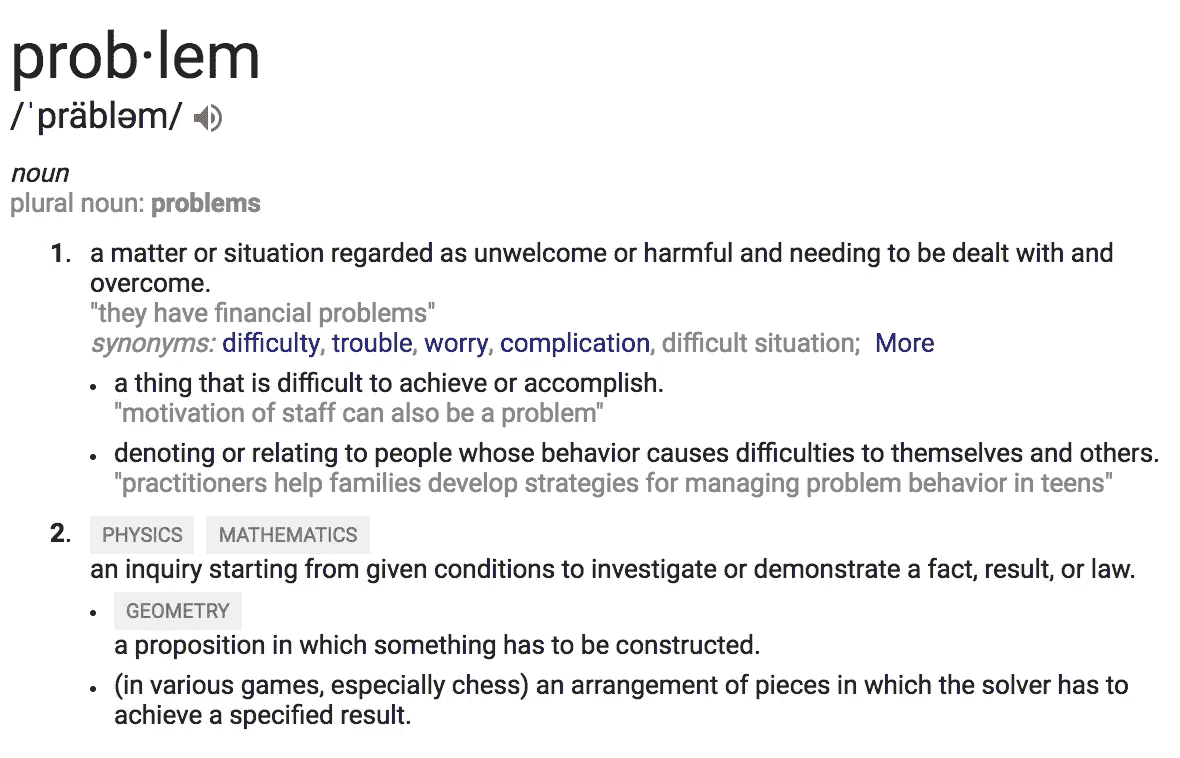 prob·lem
/ˈpräbləm/
noun
plural noun: problems
1. a matter or situation regarded as unwelcome or harmful and needing to be dealt with and
overcome.
"they have financial problems"
synonyms: difficulty, trouble, worry, complication, difficult situation; More
• a thing that is difficult to achieve or accomplish.
"motivation of staff can also be a problem"
• denoting or relating to people whose behavior causes difficulties to themselves and others.
"practitioners help families develop strategies for managing problem behavior in teens"
2. PHYSICS MATHEMATICS
an inquiry starting from given conditions to investigate or demonstrate a fact, result, or law.
• GEOMETRY
a proposition in which something has to be constructed.
• (in various games, especially chess) an arrangement of pieces in which the solver has to
achieve a specified result.